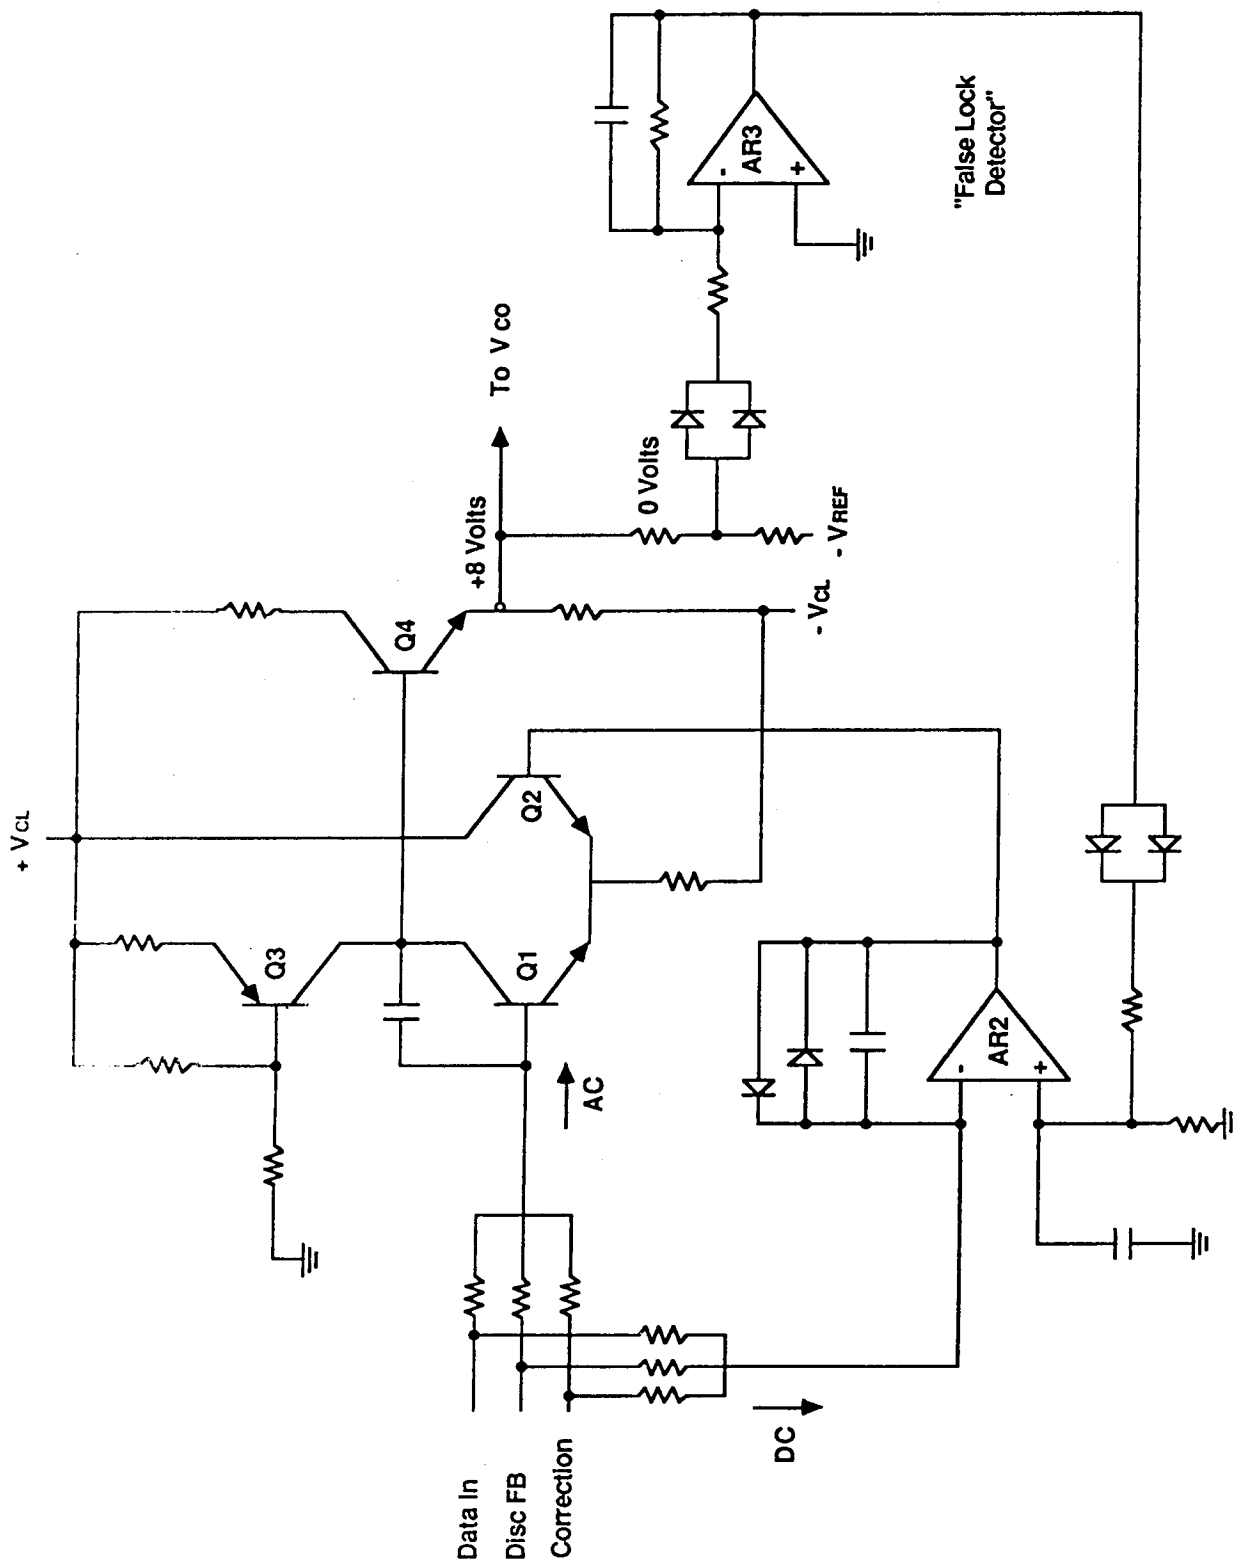 + VCL
Q3
Q4
Q1
Q2
+8 Volts
To V CO
0 Volts
- VCL
- VREF
-
+
AR3
"False Lock
Detector"
AC
DC
Data In
Disc FB
Correction
-
+
AR2